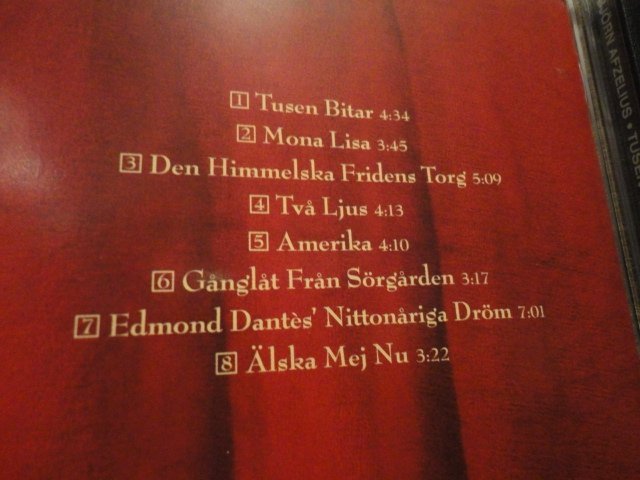 1 Tusen Bitar 4:34
2 Mona Lisa 3:45
3 Den Himmelska Fridens Torg 5:09
4 Två Ljus 4:13
5 Amerika 4:10
6 Gånglåt Från Sörgården 3:17
7 Edmond Dantès' Nittonåriga Dröm 7:01
8 Älska Mej Nu 3:22
BJÖRN AFZELIUS •